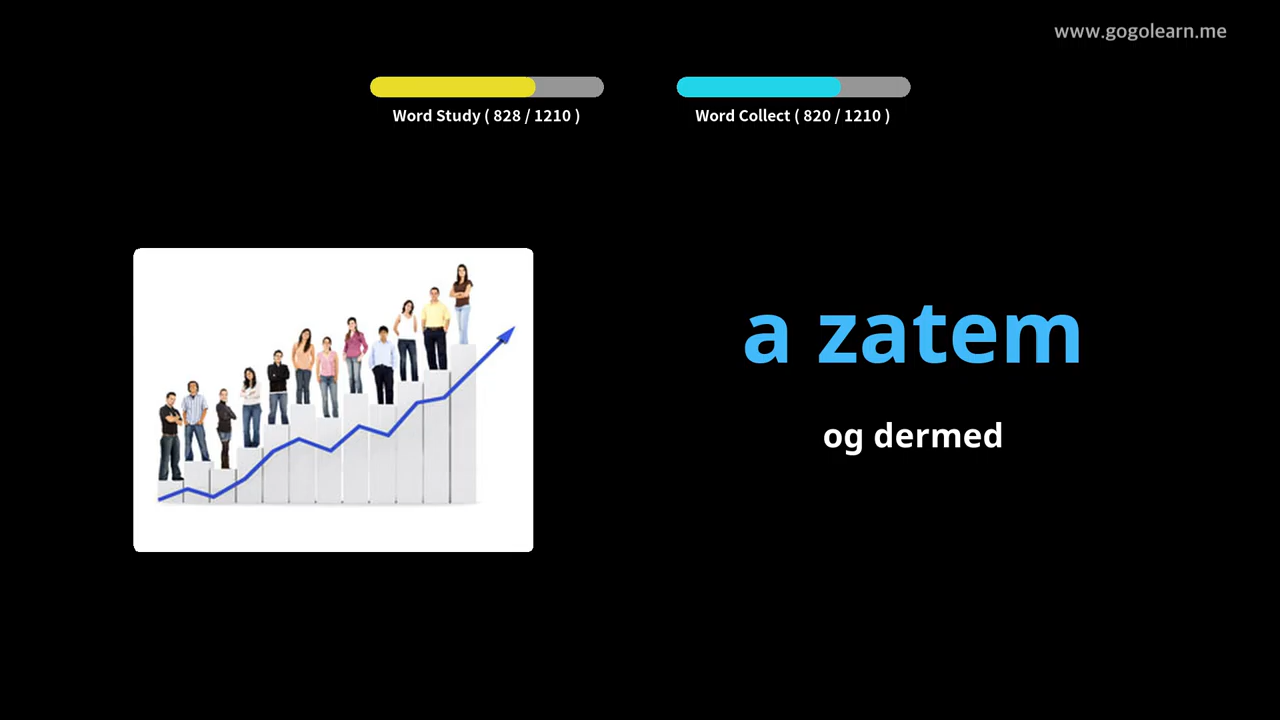 www.gogolearn.me
Word Study ( 828 / 1210 )
Word Collect ( 820 / 1210 )
a zatem
og dermed